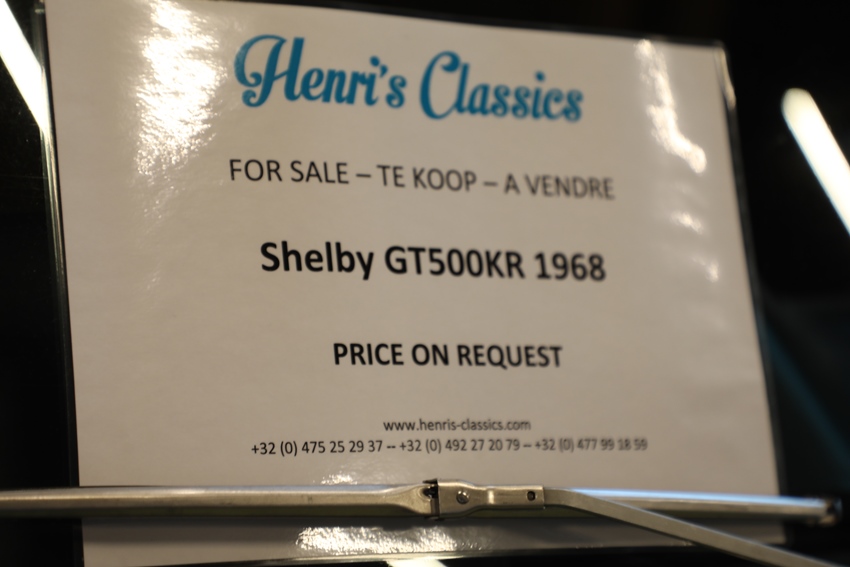 Henri's Classics
FOR SALE – TE KOOP – A VENDRE
Shelby GT500KR 1968
PRICE ON REQUEST
www.henris-classics.com
+32 (0) 475 25 29 37 -- +32 (0) 492 27 20 79 -- +32 (0) 477 99 18 59